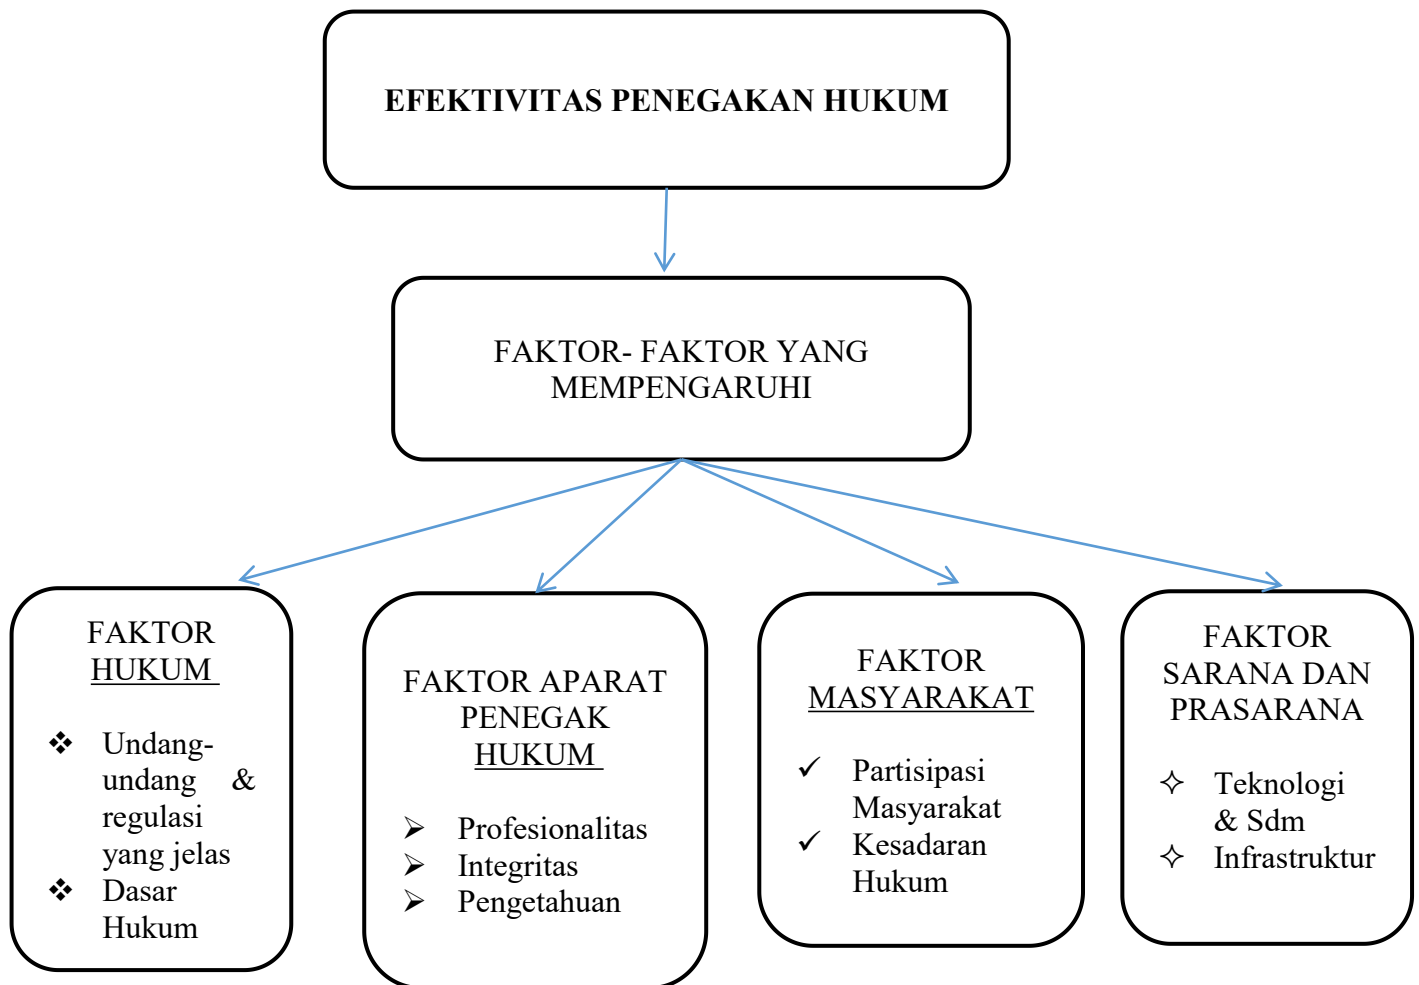 EFEKTIVITAS PENEGAKAN HUKUM
FAKTOR- FAKTOR YANG
MEMPENGARUHI
FAKTOR
HUKUM
❖ Undang-
undang &
regulasi
yang jelas
❖ Dasar
Hukum
FAKTOR APARAT
PENEGAK
HUKUM
➢ Profesionalitas
➢ Integritas
➢ Pengetahuan
FAKTOR
MASYARAKAT
✓ Partisipasi
Masyarakat
✓ Kesadaran
Hukum
FAKTOR
SARANA DAN
PRASARANA
✧ Teknologi
& Sdm
✧ Infrastruktur